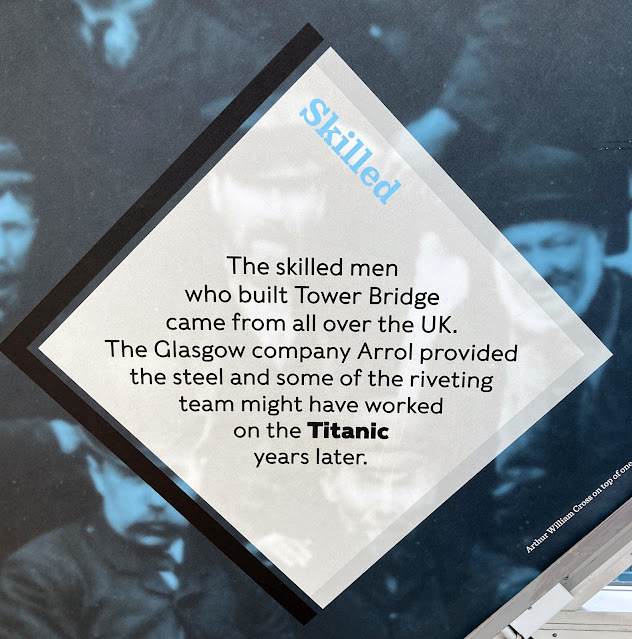 Skilled
The skilled men
who built Tower Bridge
came from all over the UK.
The Glasgow company Arrol provided
the steel and some of the riveting
team might have worked
on the Titanic
years later.
Arthur William Cross on top of one